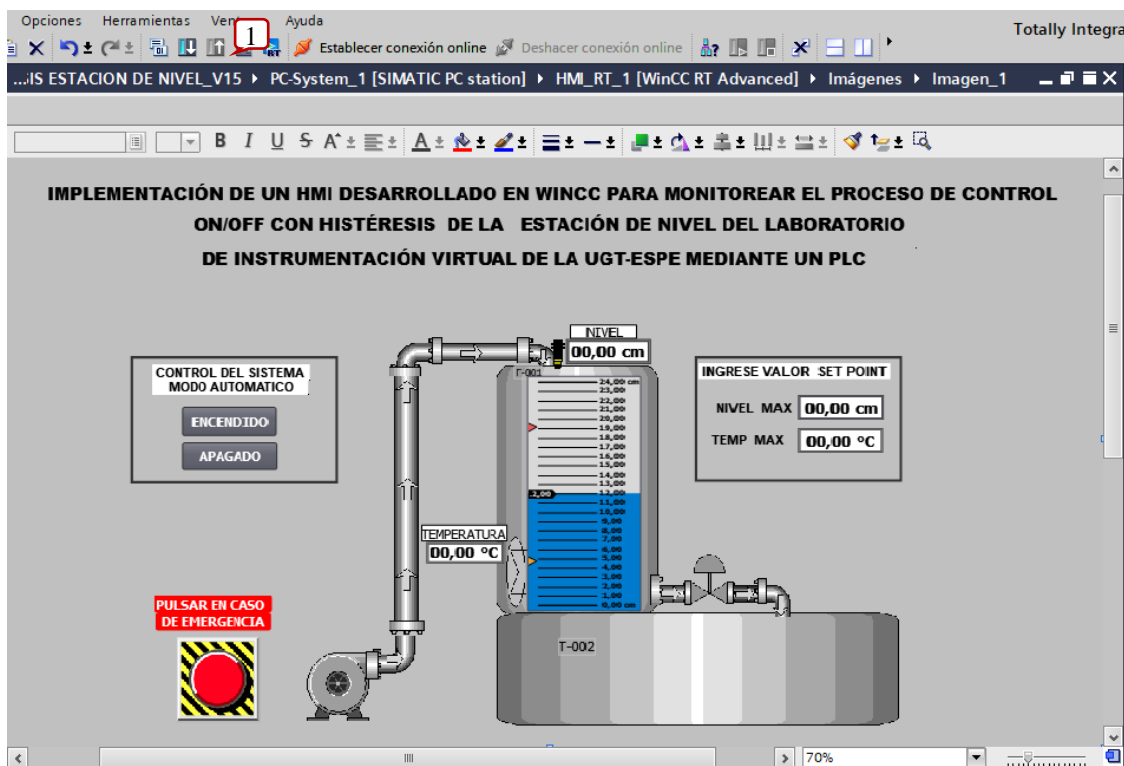 Opciones Herramientas Ayuda
1
RT Establecer conexión online Deshacer conexión online
Totally Integra
...IS ESTACION DE NIVEL_V15 PC-System_1 [SIMATIC PC station] HMI_RT_1 [WinCC RT Advanced] Imágenes Imagen_1
B I U S A A
IMPLEMENTACIÓN DE UN HMI DESARROLLADO EN WINCC PARA MONITOREAR EL PROCESO DE CONTROL
ON/OFF CON HISTÉRESIS DE LA ESTACIÓN DE NIVEL DEL LABORATORIO
DE INSTRUMENTACIÓN VIRTUAL DE LA UGT-ESPE MEDIANTE UN PLC
CONTROL DEL SISTEMA
MODO AUTOMATICO
ENCENDIDO
APAGADO
NIVEL
00,00 cm
T-001
24,00 cm
23,00
22,00
21,00
20,00
19,00
18,00
17,00
16,00
15,00
14,00
13,00
12,00
11,00
10,00
9,00
8,00
7,00
6,00
5,00
4,00
3,00
2,00
1,00
0,00 cm
2,00
INGRESE VALOR SET POINT
NIVEL MAX 00,00 cm
TEMP MAX 00,00 °C
TEMPERATURA
00,00 °C
PULSAR EN CASO
DE EMERGENCIA
T-002
70%